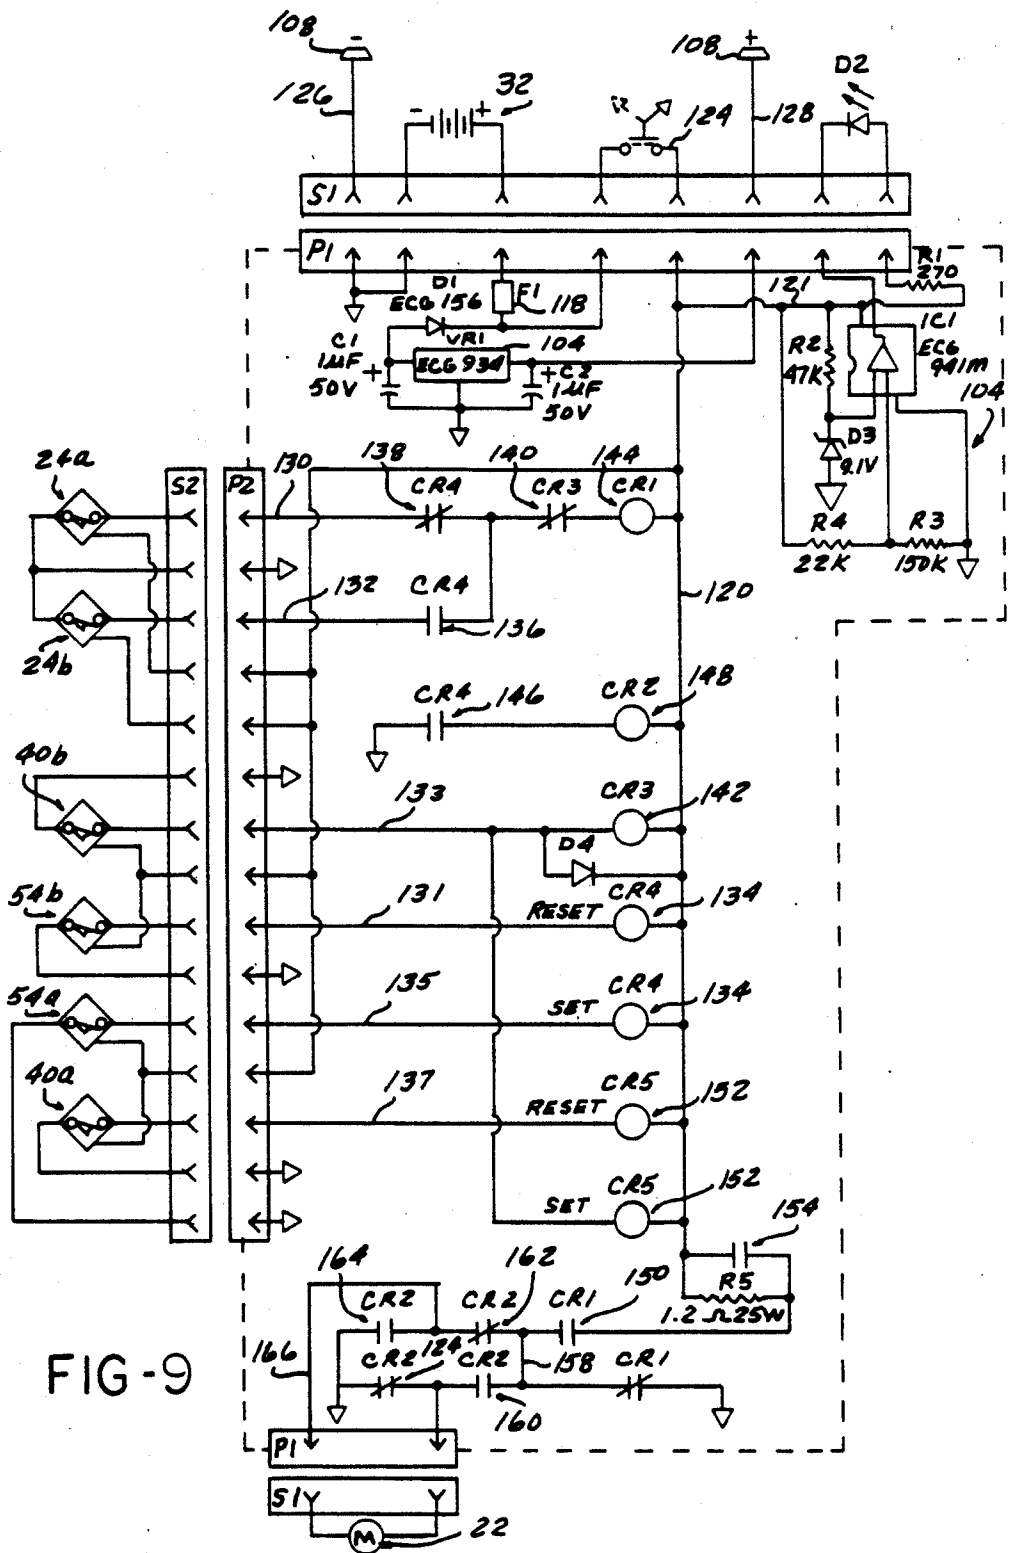 108 - 108 + D2
126 - 32 + 12 124 128
S1
P1
R1
270
D1
ECG 156 F1 118 121
C1
1µF
50V
+
VR1 104
ECG 934
+ C2
1µF
50V
R2
47K
IC1
ECG
941M
104
D3
9.1V
R4
22K
R3
150K
24a S2 P2 130 138 140 144
CR4 CR3 CR1
132 CR4
136 120
24b
CR4 146 CR2 148
40b
133 CR3 142
D4
54b 131 RESET CR4 134
54a 135 SET CR4 134
40a 137 RESET CR5 152
SET CR5 152
154
R5
1.2 Ω 25W
164 162 150
CR2 CR2 CR1
166 CR2 124 CR2 158 CR1
160
FIG-9
P1
S1
M 22